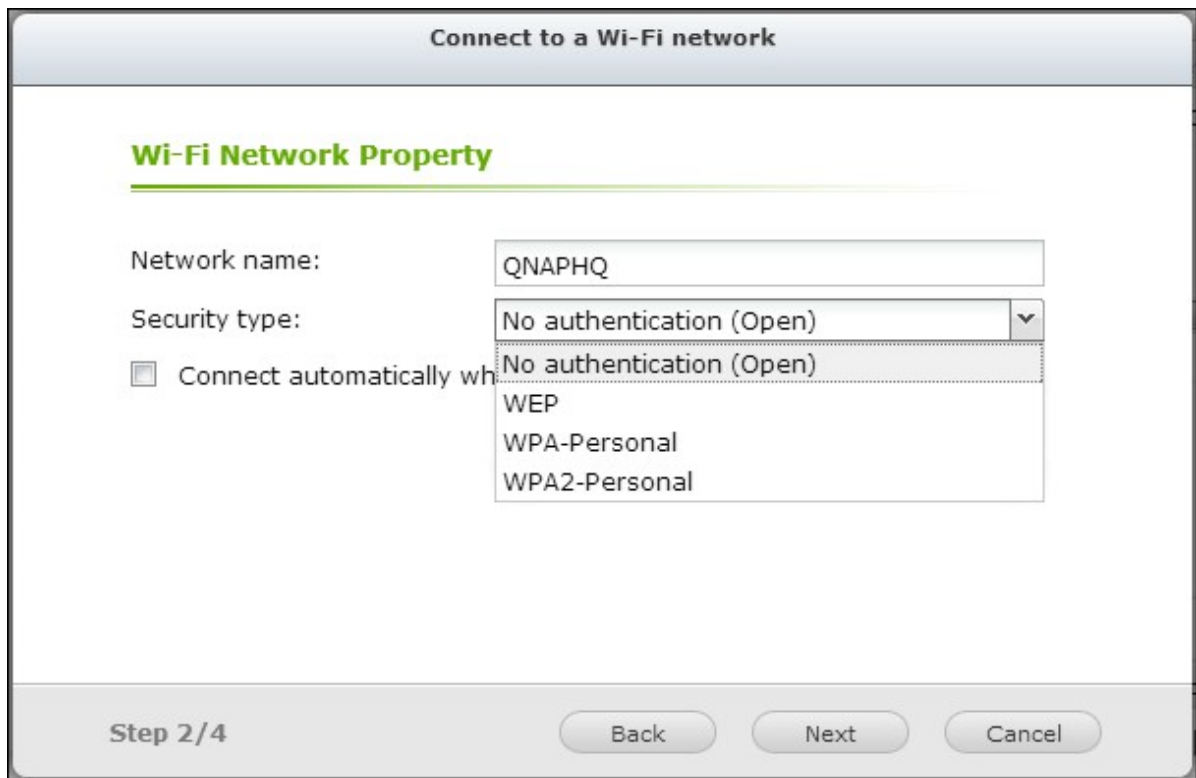 Connect to a Wi-Fi network
Wi-Fi Network Property
Network name: QNAPHQ
Security type: No authentication (Open)
No authentication (Open)
Connect automatically wh
WEP
WPA-Personal
WPA2-Personal
Step 2/4 Back Next Cancel